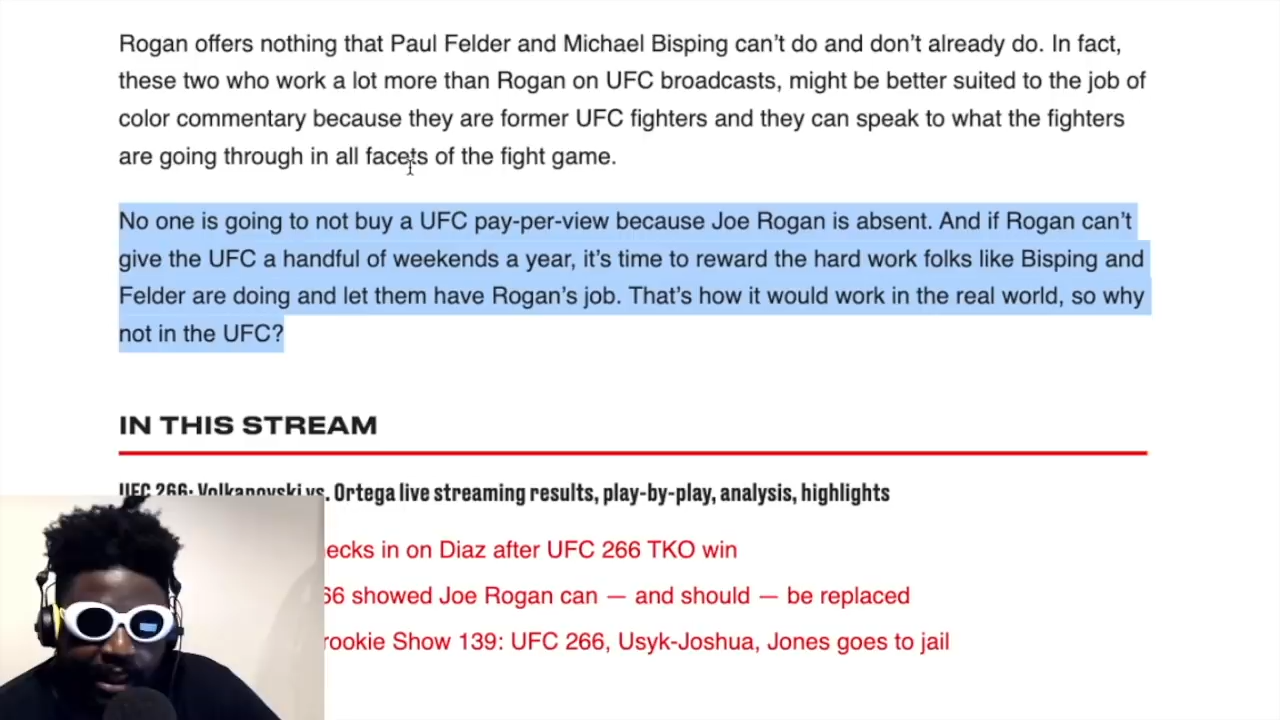 Rogan offers nothing that Paul Felder and Michael Bisping can’t do and don’t already do. In fact,
these two who work a lot more than Rogan on UFC broadcasts, might be better suited to the job of
color commentary because they are former UFC fighters and they can speak to what the fighters
are going through in all facets of the fight game.
No one is going to not buy a UFC pay-per-view because Joe Rogan is absent. And if Rogan can’t
give the UFC a handful of weekends a year, it’s time to reward the hard work folks like Bisping and
Felder are doing and let them have Rogan’s job. That’s how it would work in the real world, so why
not in the UFC?
IN THIS STREAM
UFC 266: Volkanovski vs. Ortega live streaming results, play-by-play, analysis, highlights
ecks in on Diaz after UFC 266 TKO win
66 showed Joe Rogan can — and should — be replaced
rookie Show 139: UFC 266, Usyk-Joshua, Jones goes to jail